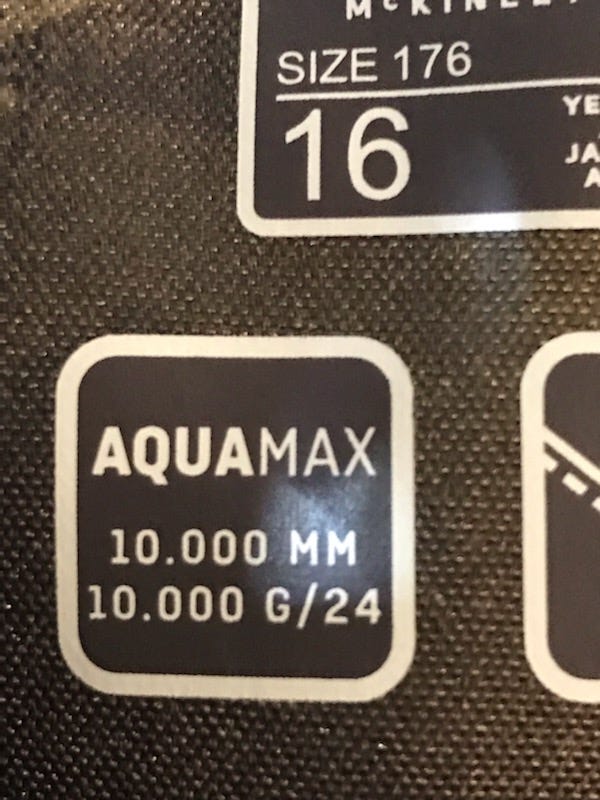 SIZE 176
16
AQUAMAX
10.000 MM
10.000 G/24